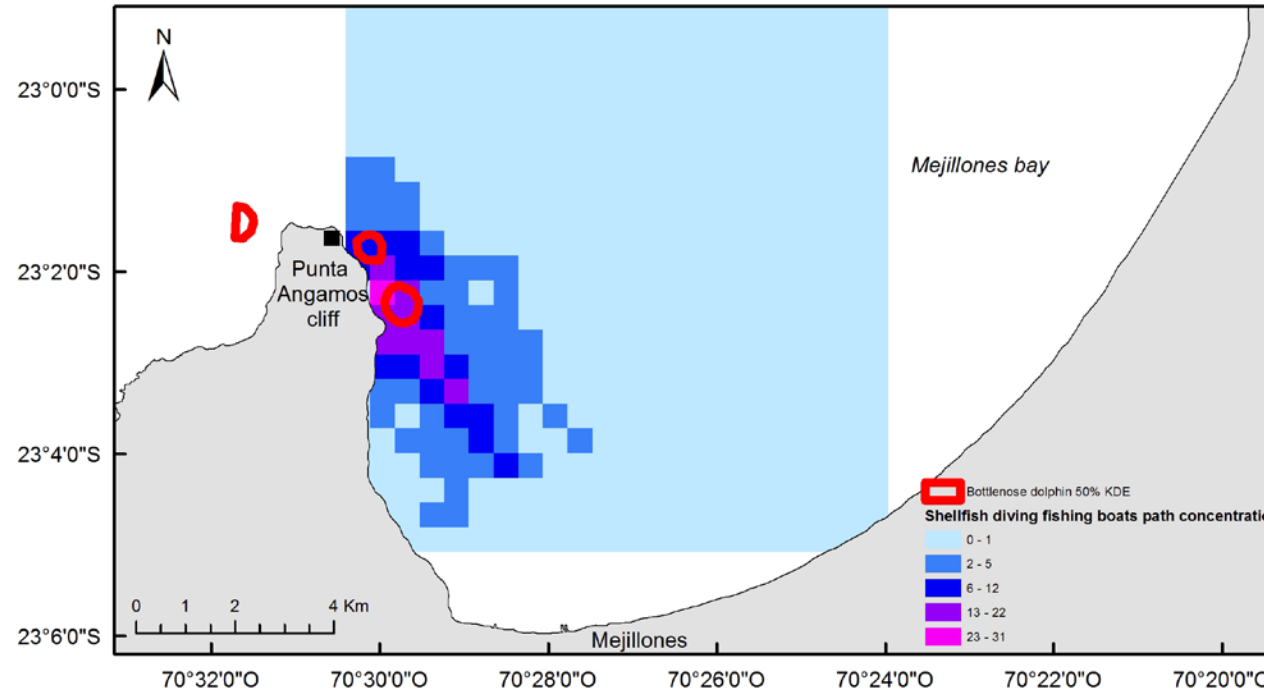 N
23°0'0"S
Mejillones bay
23°2'0"S
Punta
Angamos
cliff
23°4'0"S
Bottlenose dolphin 50% KDE
Shellfish diving fishing boats path concentratio
0 - 1
2 - 5
6 - 12
13 - 22
23 - 31
0 1 2 4 Km
23°6'0"S
Mejillones
70°32'0"O 70°30'0"O 70°28'0"O 70°26'0"O 70°24'0"O 70°22'0"O 70°20'0"O